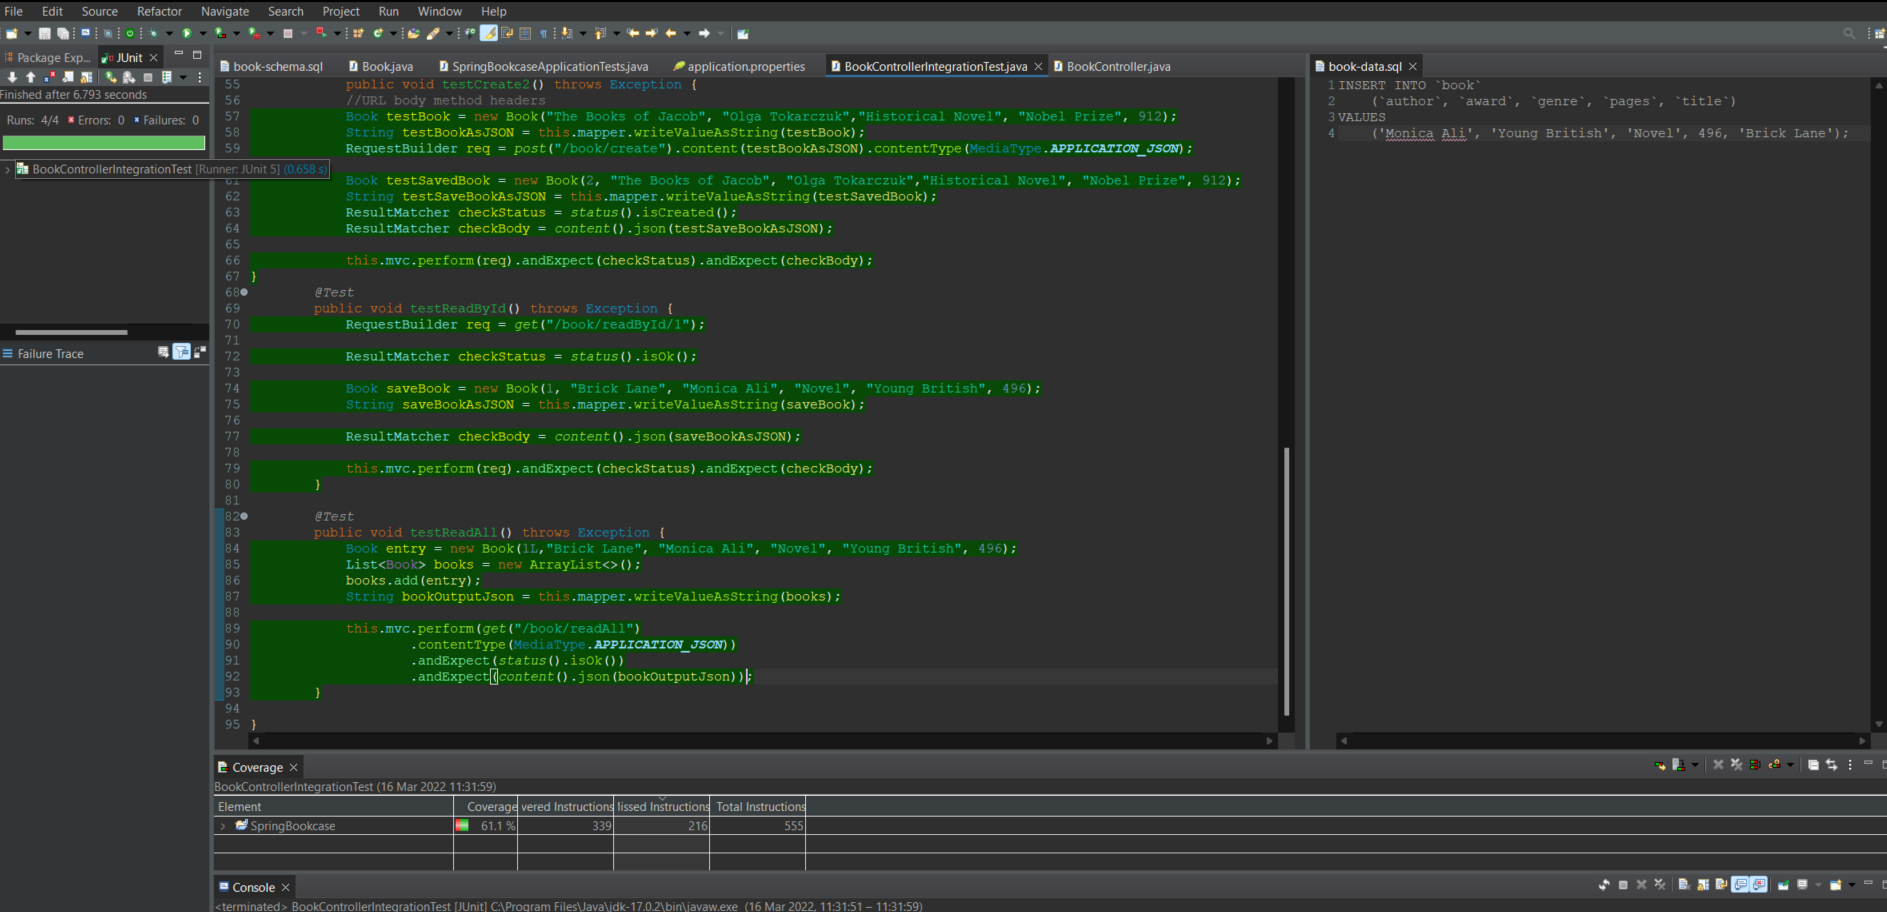 File Edit Source Refactor Navigate Search Project Run Window Help
Package Exp... JUnit
Finished after 6.793 seconds
Runs: 4/4 Errors: 0 Failures: 0
BookControllerIntegrationTest [Runner: JUnit 5] (0.658 s)
Failure Trace
book-schema.sql Book.java SpringBookcaseApplicationTests.java application.properties BookControllerIntegrationTest.java BookController.java
55 public void testCreate2() throws Exception {
56 //URL body method headers
57 Book testBook = new Book("The Books of Jacob", "Olga Tokarczuk","Historical Novel", "Nobel Prize", 912);
58 String testBookAsJSON = this.mapper.writeValueAsString(testBook);
59 RequestBuilder req = post("/book/create").content(testBookAsJSON).contentType(MediaType.APPLICATION_JSON);
61 Book testSavedBook = new Book(2, "The Books of Jacob", "Olga Tokarczuk","Historical Novel", "Nobel Prize", 912);
62 String testSaveBookAsJSON = this.mapper.writeValueAsString(testSavedBook);
63 ResultMatcher checkStatus = status().isCreated();
64 ResultMatcher checkBody = content().json(testSaveBookAsJSON);
65
66 this.mvc.perform(req).andExpect(checkStatus).andExpect(checkBody);
67 }
68 @Test
69 public void testReadById() throws Exception {
70 RequestBuilder req = get("/book/readById/1");
71
72 ResultMatcher checkStatus = status().isOk();
73
74 Book saveBook = new Book(1, "Brick Lane", "Monica Ali", "Novel", "Young British", 496);
75 String saveBookAsJSON = this.mapper.writeValueAsString(saveBook);
76
77 ResultMatcher checkBody = content().json(saveBookAsJSON);
78
79 this.mvc.perform(req).andExpect(checkStatus).andExpect(checkBody);
80 }
81
82 @Test
83 public void testReadAll() throws Exception {
84 Book entry = new Book(1L,"Brick Lane", "Monica Ali", "Novel", "Young British", 496);
85 List<Book> books = new ArrayList<>();
86 books.add(entry);
87 String bookOutputJson = this.mapper.writeValueAsString(books);
88
89 this.mvc.perform(get("/book/readAll")
90 .contentType(MediaType.APPLICATION_JSON))
91 .andExpect(status().isOk())
92 .andExpect(content().json(bookOutputJson));
93 }
94
95 }
book-data.sql
1 INSERT INTO `book`
2 (`author`, `award`, `genre`, `pages`, `title`)
3 VALUES
4 ('Monica Ali', 'Young British', 'Novel', 496, 'Brick Lane');
Coverage
BookControllerIntegrationTest (16 Mar 2022 11:31:59)
Element Coverage vered Instructions lissed Instructions Total Instructions
SpringBookcase 61.1 % 339 216 555
Console
<terminated> BookControllerIntegrationTest [JUnit] C:\Program Files\Java\jdk-17.0.2\bin\javaw.exe (16 Mar 2022, 11:31:51 – 11:31:59)